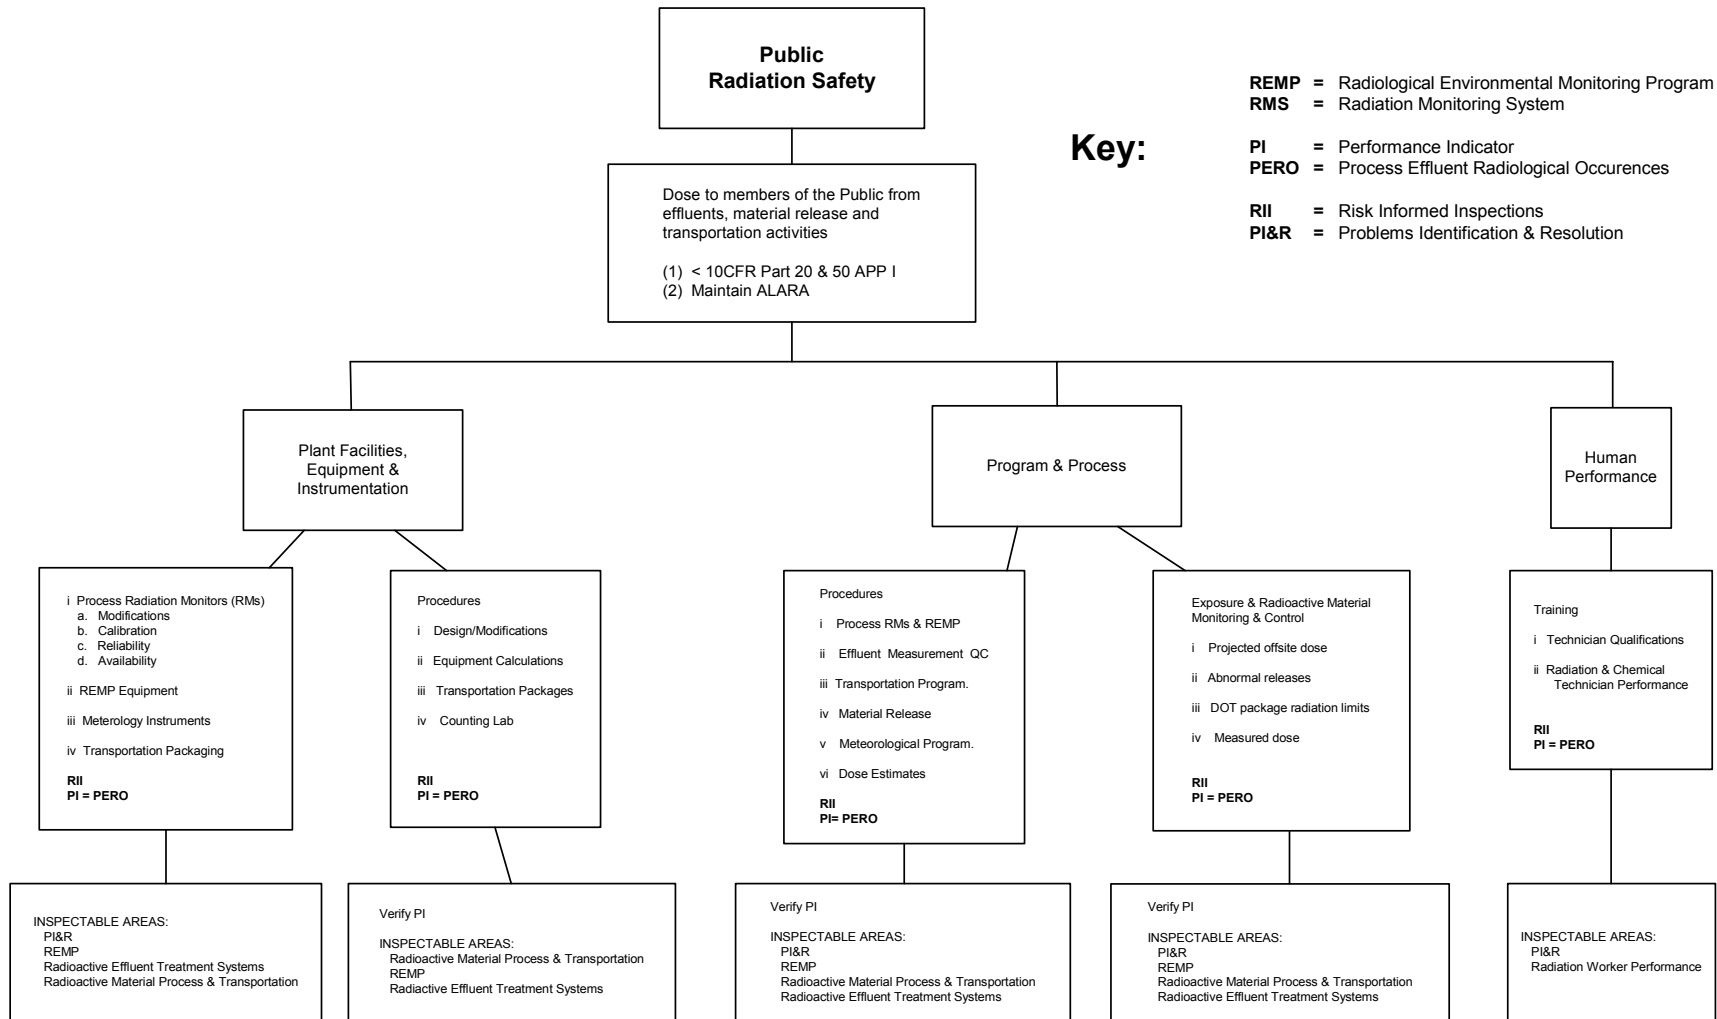 Public
Radiation Safety
REMP = Radiological Environmental Monitoring Program
RMS = Radiation Monitoring System
Key:
PI = Performance Indicator
PERO = Process Effluent Radiological Occurences
RII = Risk Informed Inspections
PI&R = Problems Identification & Resolution
Dose to members of the Public from
effluents, material release and
transportation activities
(1) < 10CFR Part 20 & 50 APP I
(2) Maintain ALARA
Plant Facilities,
Equipment &
Instrumentation
Program & Process
Human
Performance
i Process Radiation Monitors (RMs)
a. Modifications
b. Calibration
c. Reliability
d. Availability
ii REMP Equipment
iii Meterology Instruments
iv Transportation Packaging
RII
PI = PERO
Procedures
i Design/Modifications
ii Equipment Calculations
iii Transportation Packages
iv Counting Lab
RII
PI = PERO
Procedures
i Process RMs & REMP
ii Effluent Measurement QC
iii Transportation Program.
iv Material Release
v Meteorological Program.
vi Dose Estimates
RII
PI= PERO
Exposure & Radioactive Material
Monitoring & Control
i Projected offsite dose
ii Abnormal releases
iii DOT package radiation limits
iv Measured dose
RII
PI = PERO
Training
i Technician Qualifications
ii Radiation & Chemical
Technician Performance
RII
PI = PERO
INSPECTABLE AREAS:
PI&R
REMP
Radioactive Effluent Treatment Systems
Radioactive Material Process & Transportation
Verify PI
INSPECTABLE AREAS:
Radioactive Material Process & Transportation
REMP
Radiactive Effluent Treatment Systems
Verify PI
INSPECTABLE AREAS:
PI&R
REMP
Radioactive Material Process & Transportation
Radioactive Effluent Treatment Systems
Verify PI
INSPECTABLE AREAS:
PI&R
REMP
Radioactive Material Process & Transportation
Radioactive Effluent Treatment Systems
INSPECTABLE AREAS:
PI&R
Radiation Worker Performance